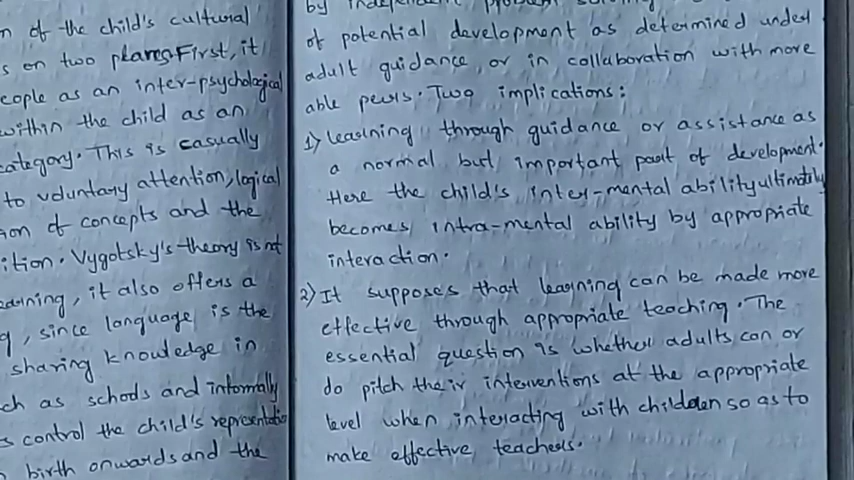 n of the child's cultural
s on two planes. First, it
eople as an inter-psychological
within the child as an
category. This is casually
to voluntary attention, logical
ion of concepts and the
ition. Vygotsky's theory is not
earning, it also offers a
g, since language is the
sharing knowledge in
ch as schools and informally
s control the child's representatio
birth onwards and the
by independent problem
of potential development as determined under
adult guidance, or in collaboration with more
able peers. Two implications:
1) learning through guidance or assistance as
a normal but important part of development.
Here the child's inter-mental ability ultimately
becomes intra-mental ability by appropriate
interaction.
2) It supposes that learning can be made more
effective through appropriate teaching. The
essential question is whether adults can or
do pitch their interventions at the appropriate
level when interacting with children so as to
make effective teachers.